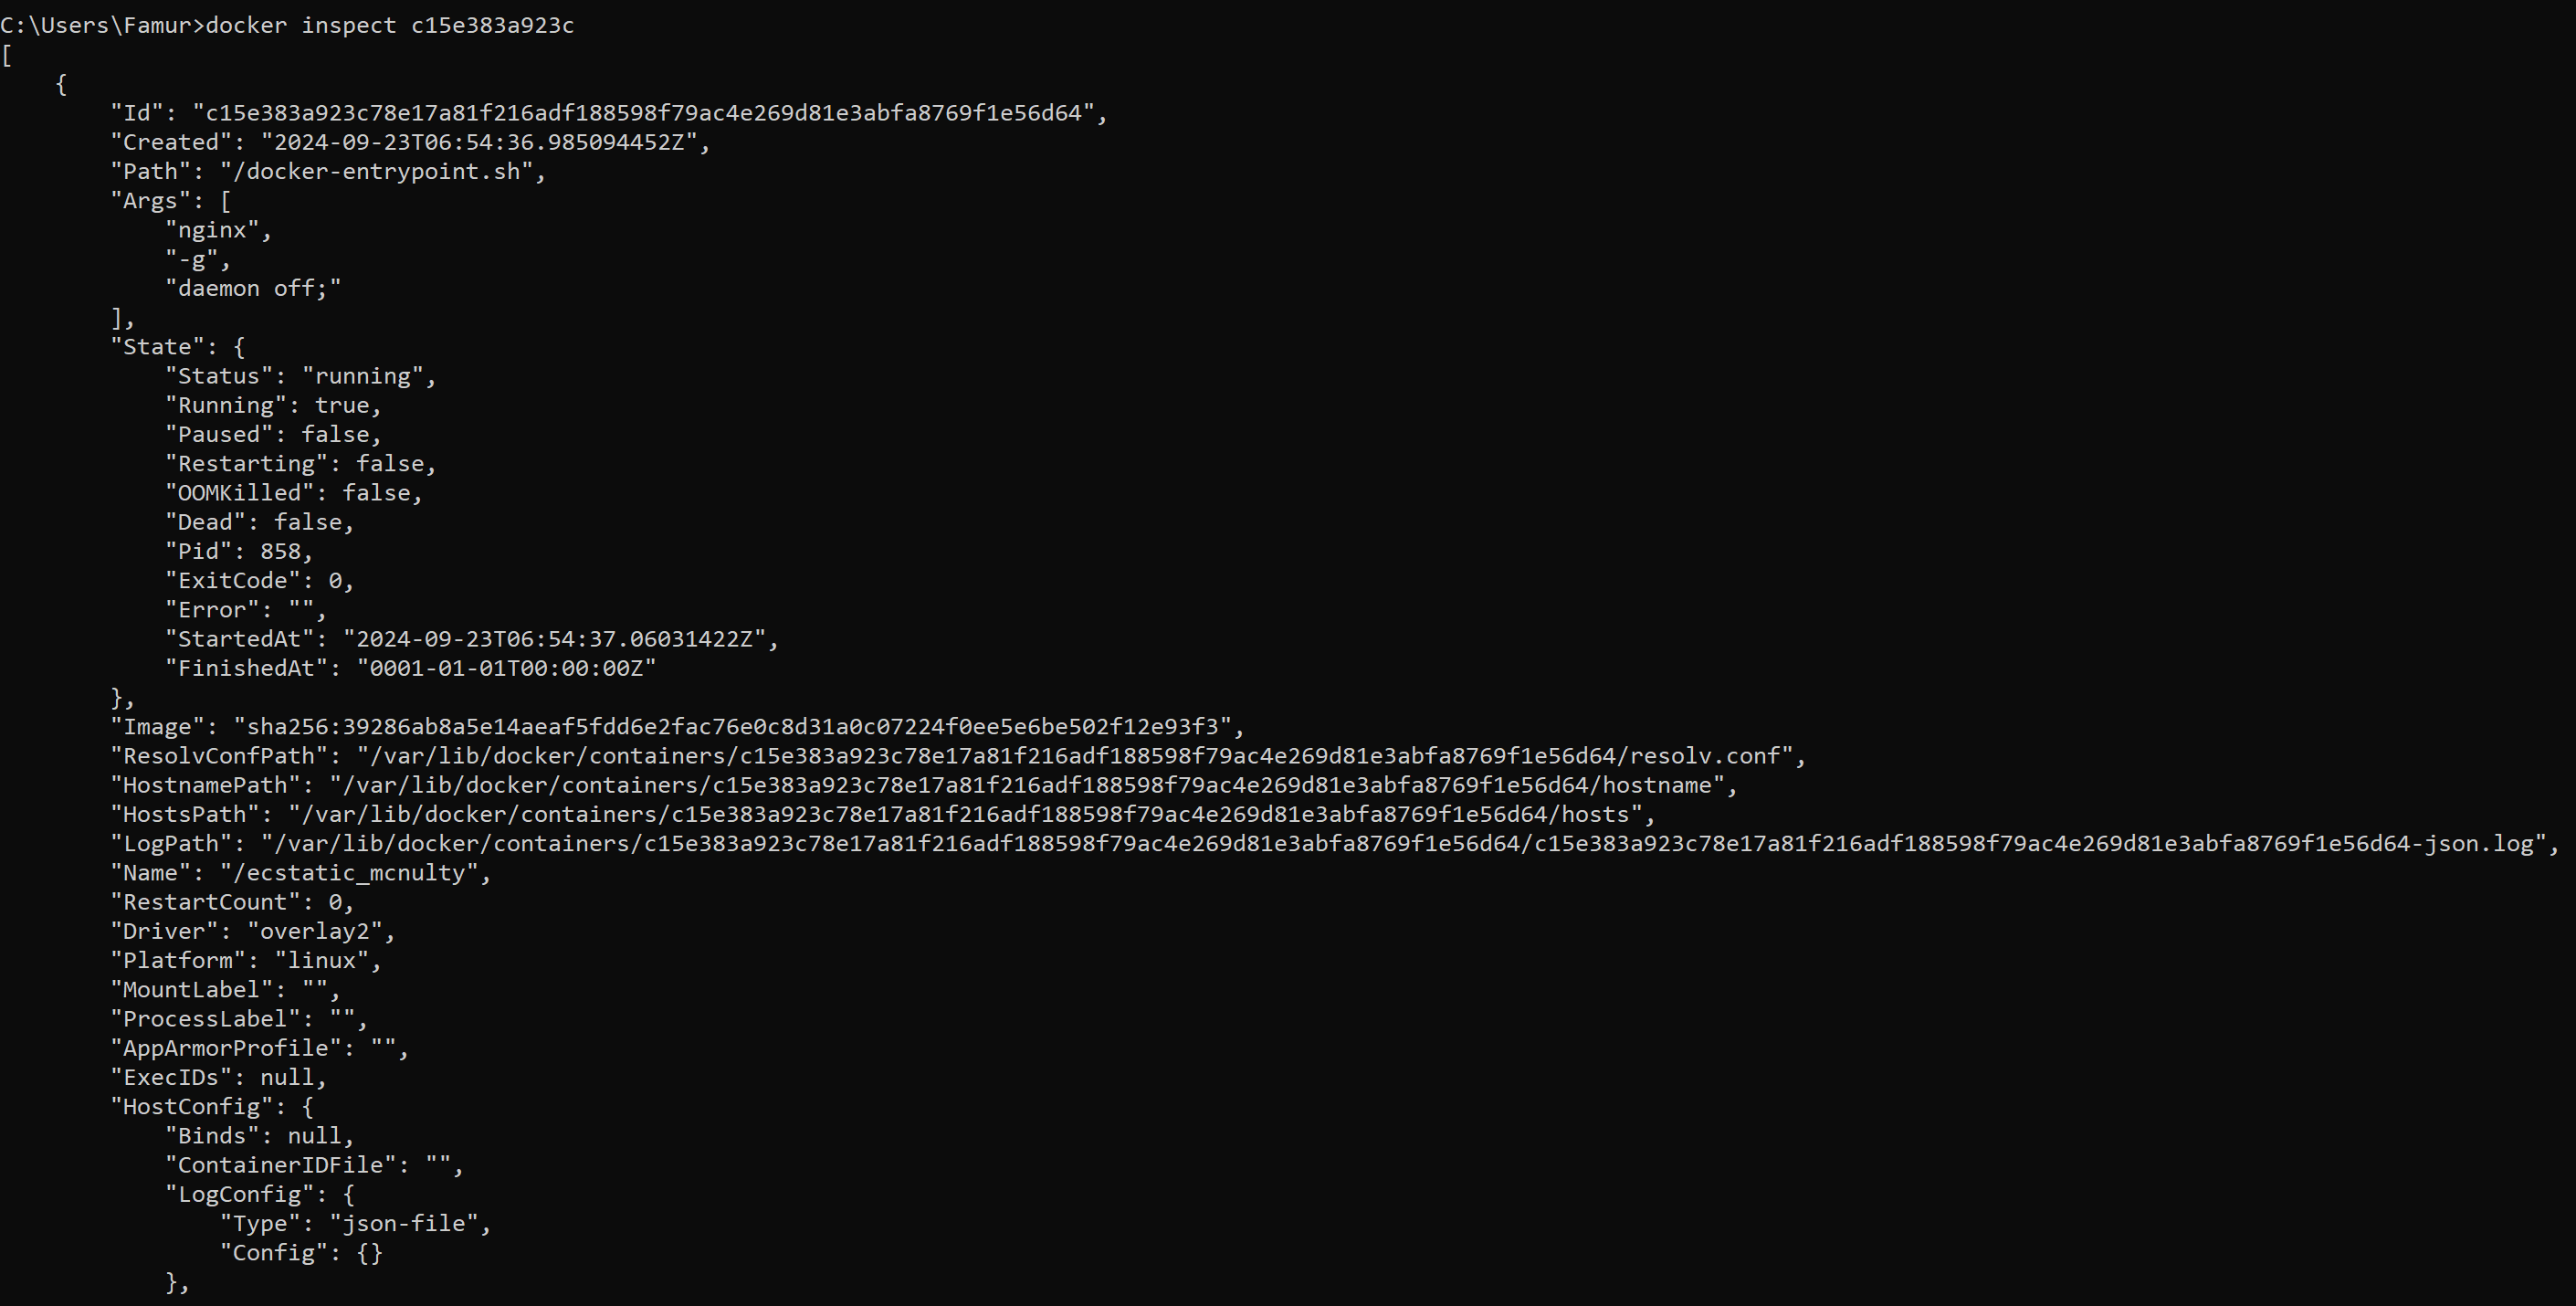 C:\Users\Famur>docker inspect c15e383a923c
[
    {
        "Id": "c15e383a923c78e17a81f216adf188598f79ac4e269d81e3abfa8769f1e56d64",
        "Created": "2024-09-23T06:54:36.985094452Z",
        "Path": "/docker-entrypoint.sh",
        "Args": [
            "nginx",
            "-g",
            "daemon off;"
        ],
        "State": {
            "Status": "running",
            "Running": true,
            "Paused": false,
            "Restarting": false,
            "OOMKilled": false,
            "Dead": false,
            "Pid": 858,
            "ExitCode": 0,
            "Error": "",
            "StartedAt": "2024-09-23T06:54:37.06031422Z",
            "FinishedAt": "0001-01-01T00:00:00Z"
        },
        "Image": "sha256:39286ab8a5e14aeaf5fdd6e2fac76e0c8d31a0c07224f0ee5e6be502f12e93f3",
        "ResolvConfPath": "/var/lib/docker/containers/c15e383a923c78e17a81f216adf188598f79ac4e269d81e3abfa8769f1e56d64/resolv.conf",
        "HostnamePath": "/var/lib/docker/containers/c15e383a923c78e17a81f216adf188598f79ac4e269d81e3abfa8769f1e56d64/hostname",
        "HostsPath": "/var/lib/docker/containers/c15e383a923c78e17a81f216adf188598f79ac4e269d81e3abfa8769f1e56d64/hosts",
        "LogPath": "/var/lib/docker/containers/c15e383a923c78e17a81f216adf188598f79ac4e269d81e3abfa8769f1e56d64/c15e383a923c78e17a81f216adf188598f79ac4e269d81e3abfa8769f1e56d64-json.log",
        "Name": "/ecstatic_mcnulty",
        "RestartCount": 0,
        "Driver": "overlay2",
        "Platform": "linux",
        "MountLabel": "",
        "ProcessLabel": "",
        "AppArmorProfile": "",
        "ExecIDs": null,
        "HostConfig": {
            "Binds": null,
            "ContainerIDFile": "",
            "LogConfig": {
                "Type": "json-file",
                "Config": {}
            },